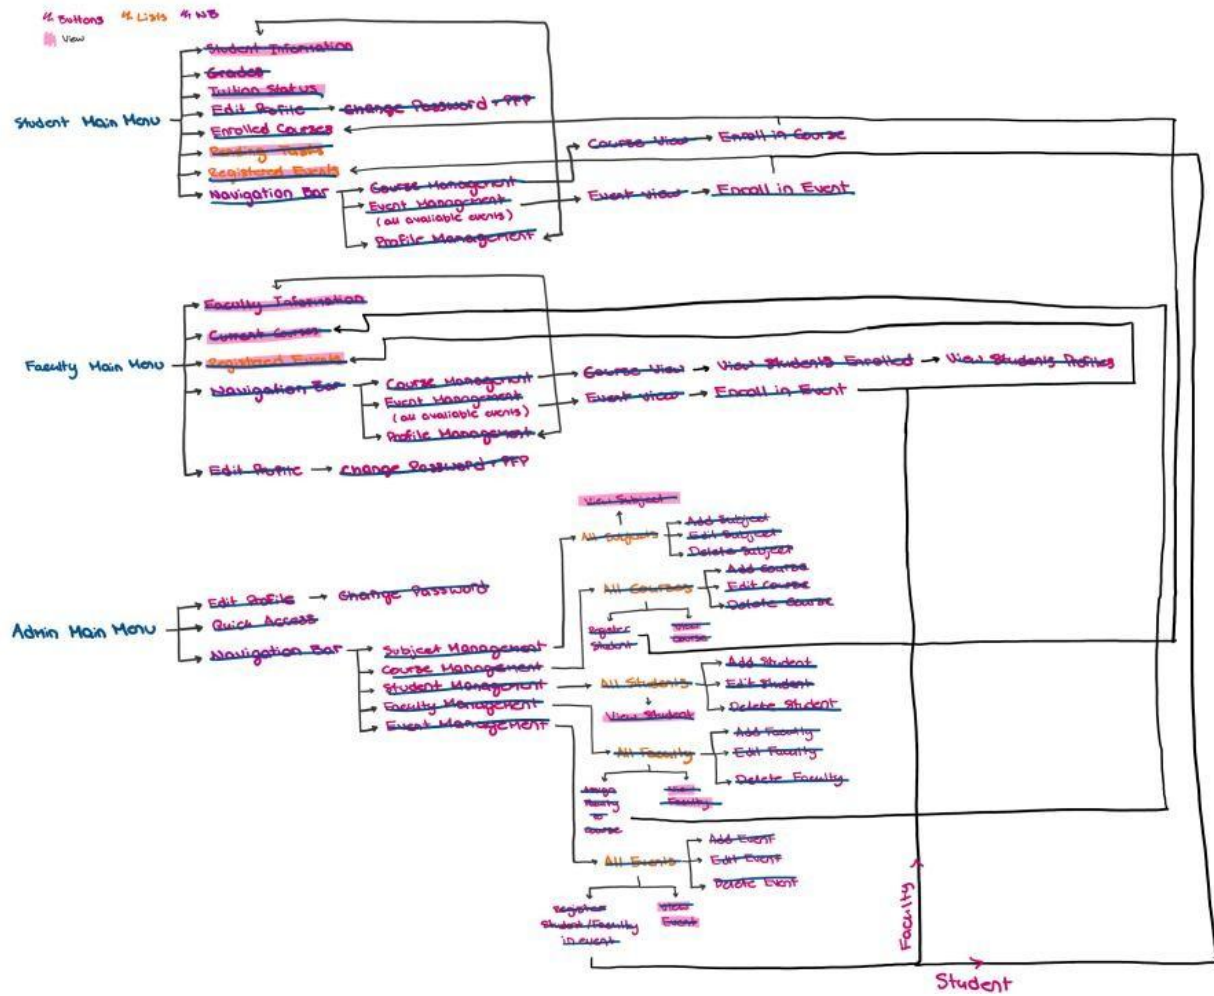 Buttons
Lists
NB
View
Student Main Menu
Student Information
Grades
Tuition Status
Edit Profile
Change Password + PFP
Enrolled Courses
Pending Tasks
Registered Events
Navigation Bar
Course Management
Event Management
(all avaliable events)
Profile Management
Course View
Enroll in Course
Event View
Enroll in Event
Faculty Main Menu
Faculty Information
Current Courses
Registered Events
Navigation Bar
Course Management
Event Management
(all avaliable events)
Profile Management
Course View
View Students Enrolled
View Students Profiles
Event View
Enroll in Event
Edit Profile
Change Password + PFP
Admin Main Menu
Edit Profile
Change Password
Quick Access
Navigation Bar
Subject Management
Course Management
Student Management
Faculty Management
Event Management
View Subject
All Subjects
Add Subject
Edit Subject
Delete Subject
All Courses
Add Course
Edit Course
Delete Course
Register
Student
View
Course
All Students
Add Student
Edit Student
Delete Student
View Student
All Faculty
Add Faculty
Edit Faculty
Delete Faculty
Assign
Faculty
to
Course
View
Faculty
All Events
Add Event
Edit Event
Delete Event
Register
Student/Faculty
in event
View
Event
Faculty
Student